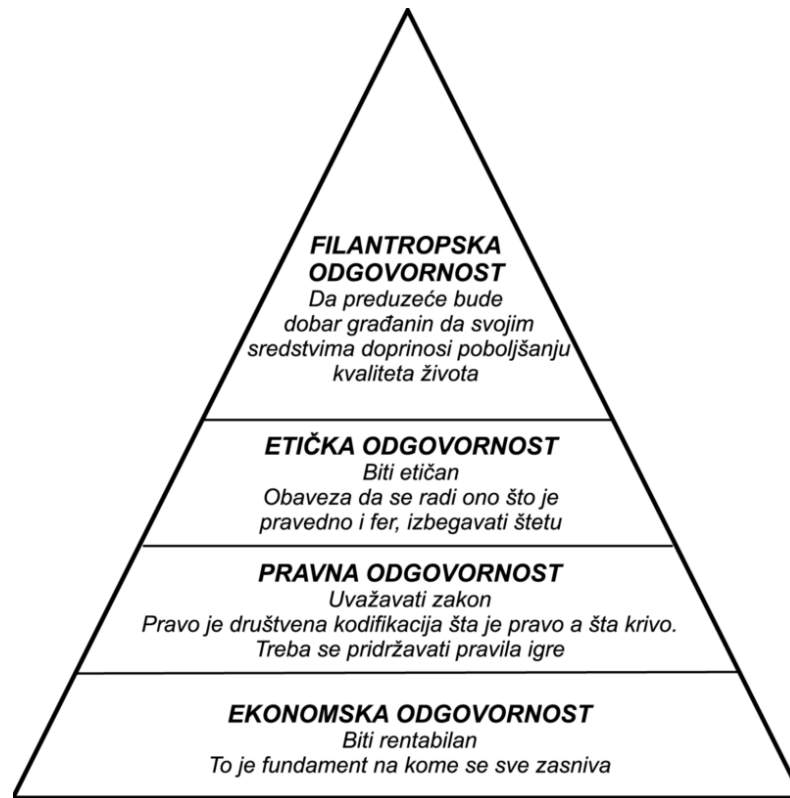 FILANTROPSKA
ODGOVORNOST
Da preduzeće bude
dobar građanin da svojim
sredstvima doprinosi poboljšanju
kvaliteta života
ETIČKA ODGOVORNOST
Biti etičan
Obaveza da se radi ono što je
pravedno i fer, izbegavati štetu
PRAVNA ODGOVORNOST
Uvažavati zakon
Pravo je društvena kodifikacija šta je pravo a šta krivo.
Treba se pridržavati pravila igre
EKONOMSKA ODGOVORNOST
Biti rentabilan
To je fundament na kome se sve zasniva